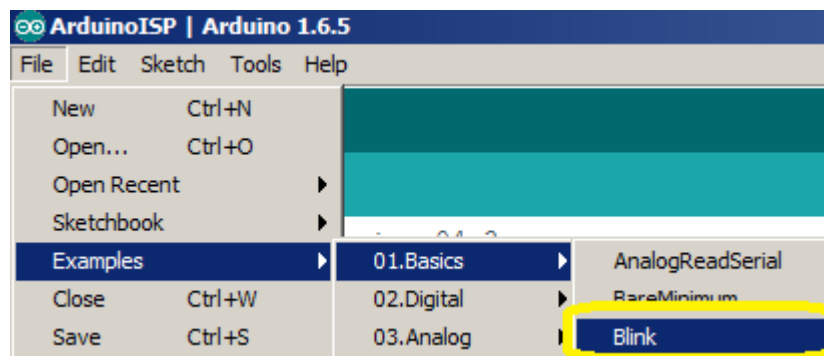 ArduinoISP | Arduino 1.6.5
File Edit Sketch Tools Help
New Ctrl+N
Open... Ctrl+O
Open Recent
Sketchbook
Examples 01.Basics AnalogReadSerial
Close Ctrl+W 02.Digital BareMinimum
Save Ctrl+S 03.Analog Blink